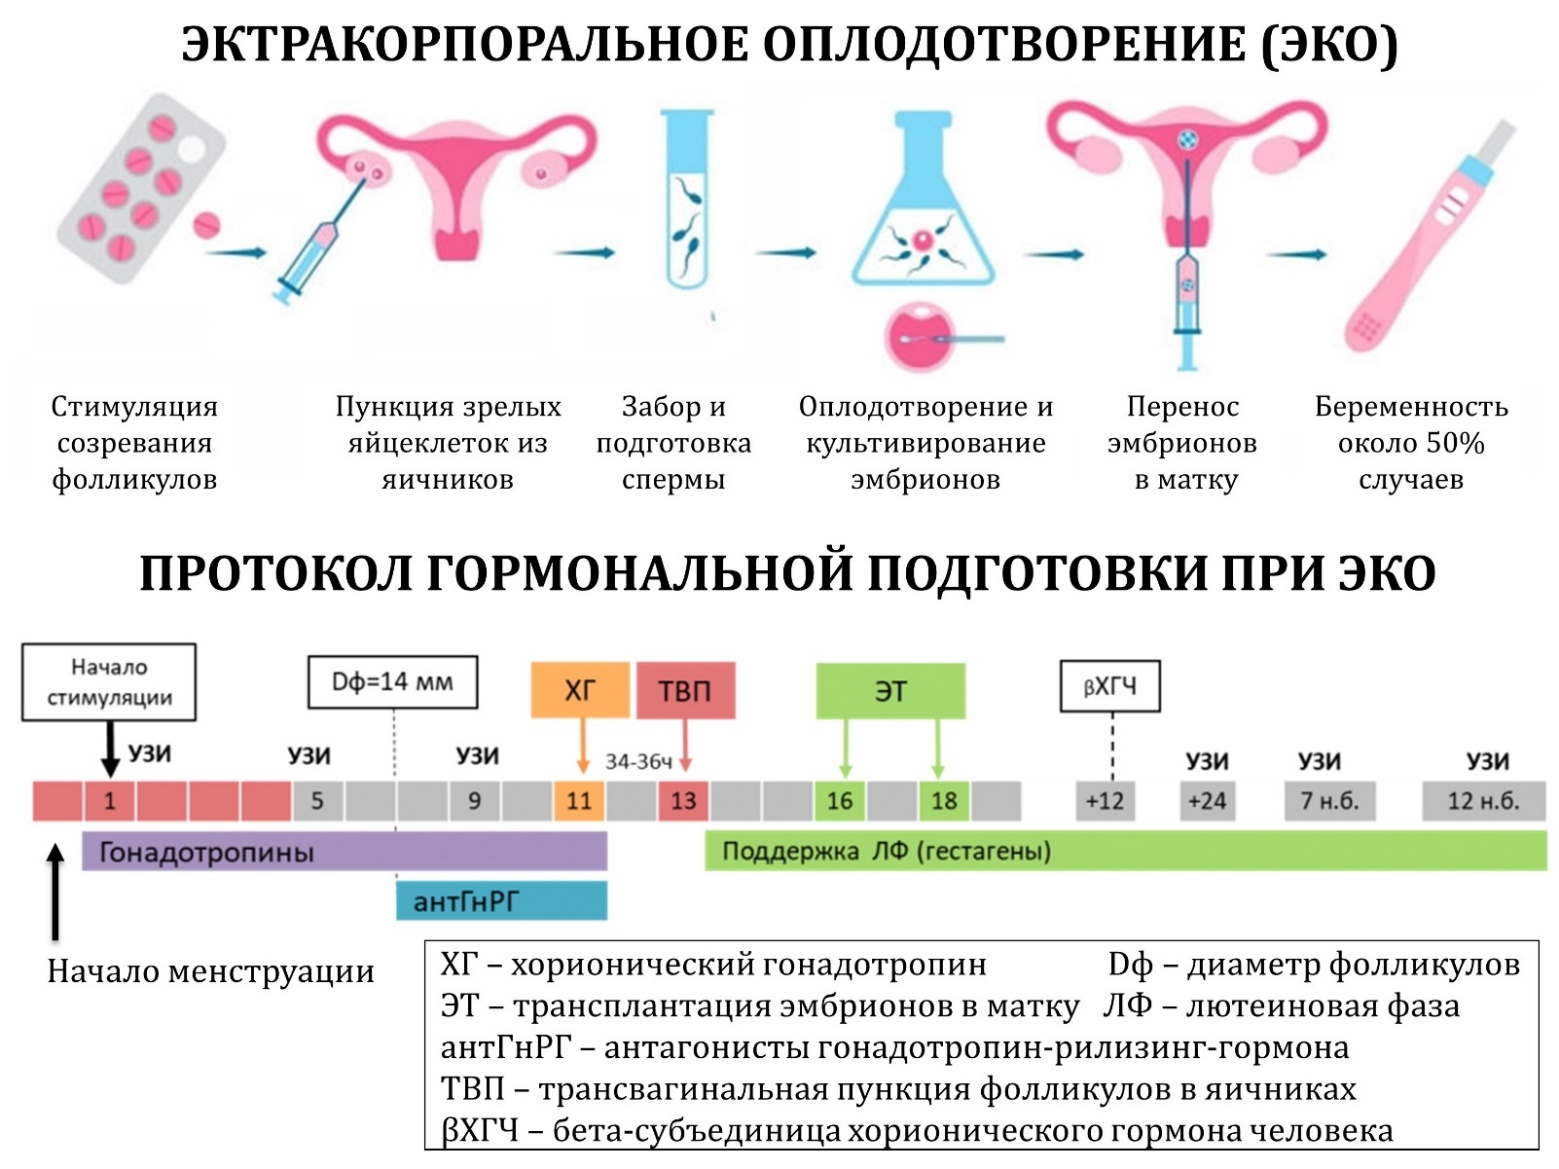 ЭКТРАКОРПОРАЛЬНОЕ ОПЛОДОТВОРЕНИЕ (ЭКО)
Стимуляция
созревания
фолликулов
Пункция зрелых
яйцеклеток из
яичников
Забор и
подготовка
спермы
Оплодотворение и
культивирование
эмбрионов
Перенос
эмбрионов
в матку
Беременность
около 50%
случаев
ПРОТОКОЛ ГОРМОНАЛЬНОЙ ПОДГОТОВКИ ПРИ ЭКО
Начало
стимуляции
Dф=14 мм
ХГ
ТВП
ЭТ
βХГЧ
УЗИ
УЗИ
УЗИ
34-36ч
УЗИ
УЗИ
УЗИ
1
5
9
11
13
16
18
+12
+24
7 н.б.
12 н.б.
Гонадотропины
Поддержка ЛФ (гестагены)
антГнРГ
Начало менструации
ХГ – хорионический гонадотропин Dф – диаметр фолликулов
ЭТ – трансплантация эмбрионов в матку ЛФ – лютеиновая фаза
антГнРГ – антагонисты гонадотропин-рилизинг-гормона
ТВП – трансвагинальная пункция фолликулов в яичниках
βХГЧ – бета-субъединица хорионического гормона человека